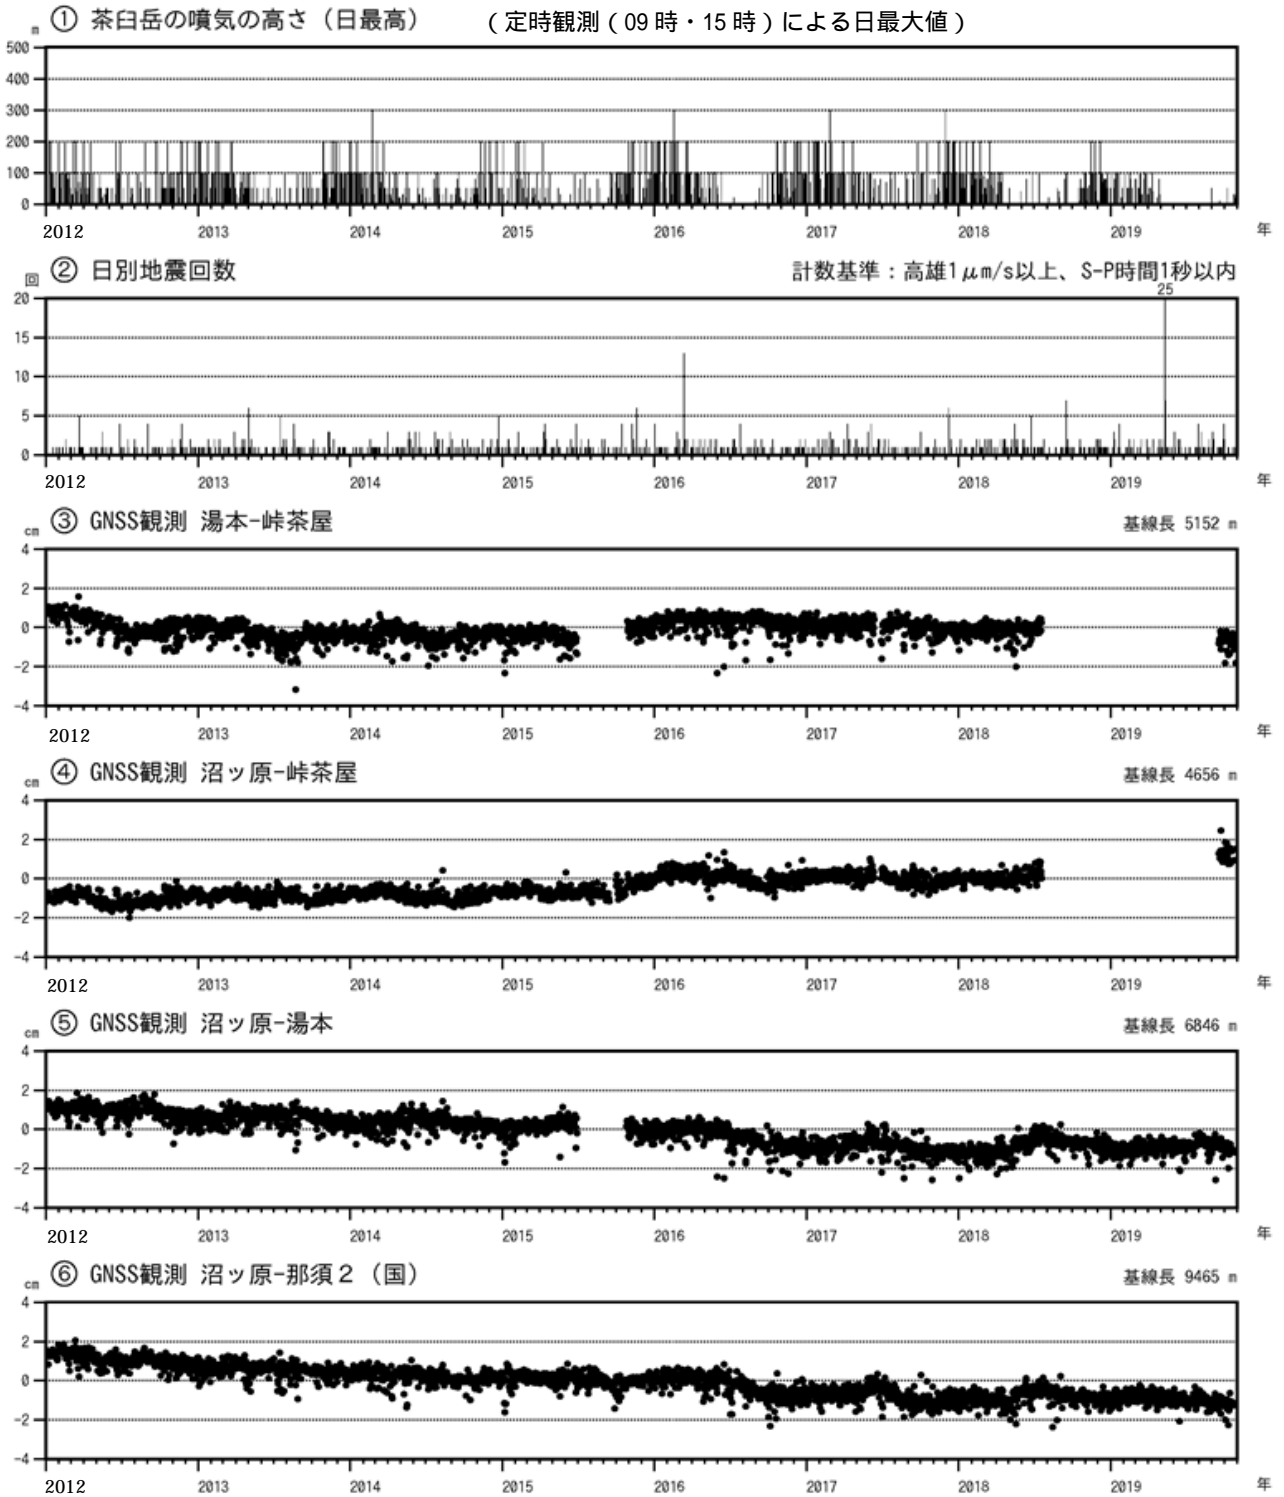 ① 茶臼岳の噴気の高さ（日最高） （定時観測（09時・15時）による日最大値）
m
500
400
300
200
100
0
2012 2013 2014 2015 2016 2017 2018 2019 年
② 日別地震回数 計数基準：高雄1μm/s以上、S-P時間1秒以内
回
25
20
15
10
5
0
2012 2013 2014 2015 2016 2017 2018 2019 年
③ GNSS観測 湯本-峠茶屋 基線長 5152 m
cm
4
2
0
-2
-4
2012 2013 2014 2015 2016 2017 2018 2019 年
④ GNSS観測 沼ッ原-峠茶屋 基線長 4656 m
cm
4
2
0
-2
-4
2012 2013 2014 2015 2016 2017 2018 2019 年
⑤ GNSS観測 沼ッ原-湯本 基線長 6846 m
cm
4
2
0
-2
-4
2012 2013 2014 2015 2016 2017 2018 2019 年
⑥ GNSS観測 沼ッ原-那須２（国） 基線長 9465 m
cm
4
2
0
-2
-4
2012 2013 2014 2015 2016 2017 2018 2019 年